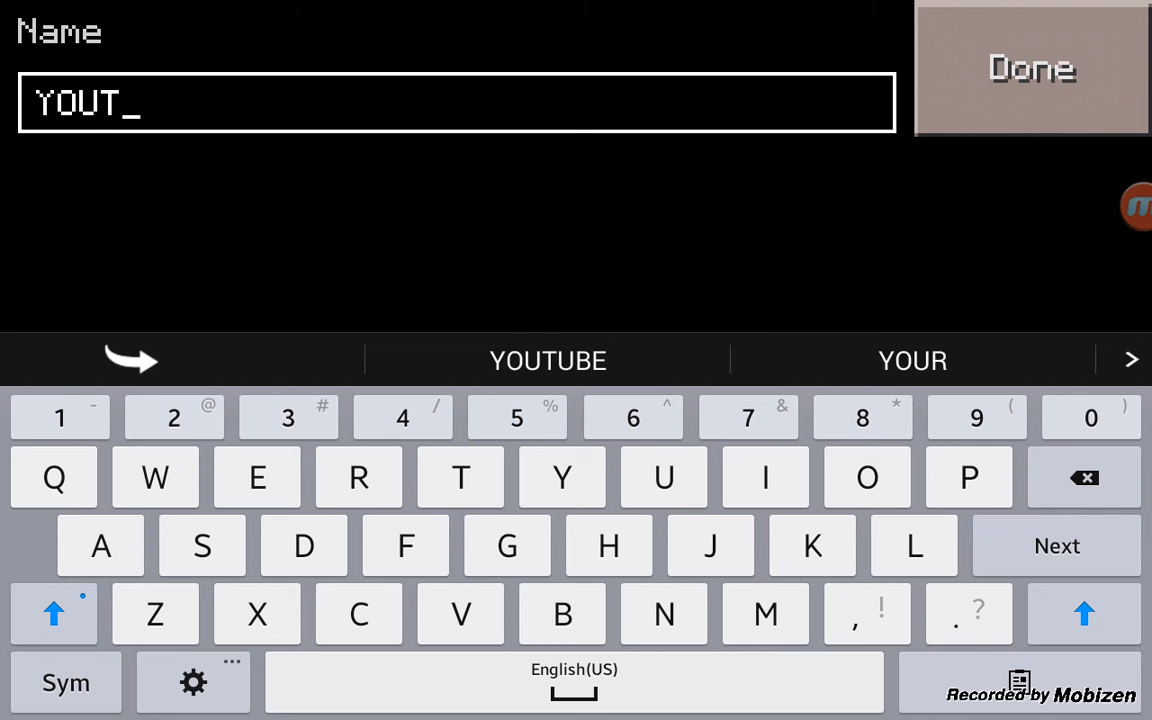 Name
Done
YOUT_
YOUTUBE YOUR >
1 - 2 @ 3 # 4 / 5 % 6 ^ 7 & 8 * 9 ( 0 )
Q W E R T Y U I O P
A S D F G H J K L Next
Z X C V B N M , ! . ?
Sym ... English(US)
Recorded by Mobizen